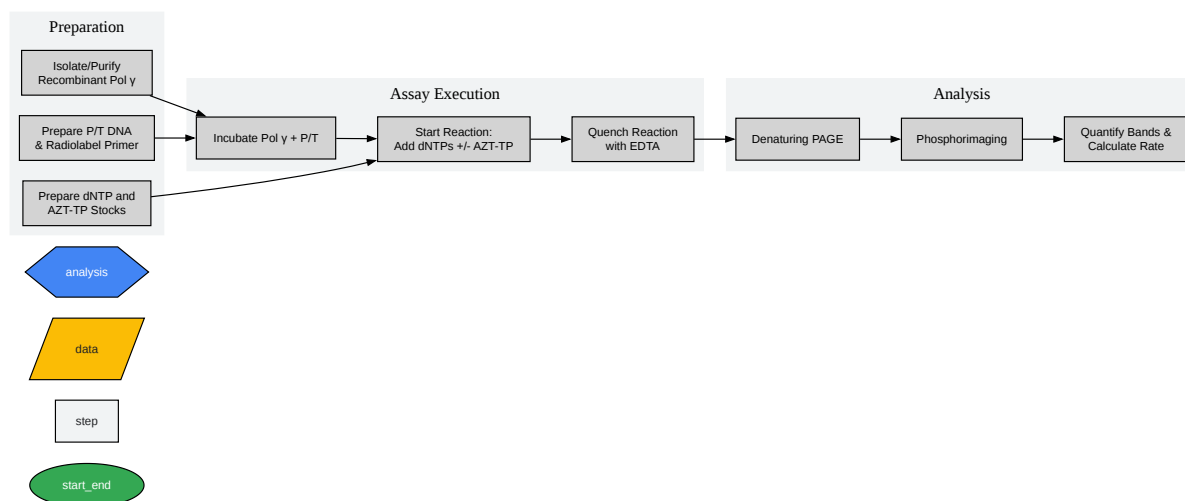 Preparation
Isolate/Purify
Recombinant Pol γ
Prepare P/T DNA
& Radiolabel Primer
Prepare dNTP and
AZT-TP Stocks
Assay Execution
Incubate Pol γ + P/T
Start Reaction:
Add dNTPs +/- AZT-TP
Quench Reaction
with EDTA
Analysis
Denaturing PAGE
Phosphorimaging
Quantify Bands &
Calculate Rate
analysis
data
step
start_end